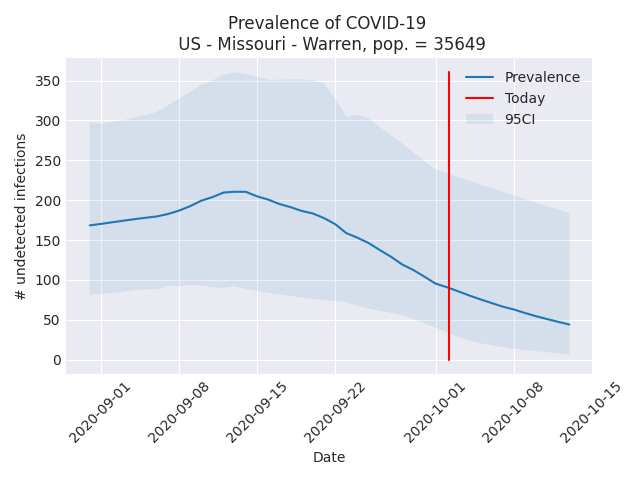 Prevalence of COVID-19
US - Missouri - Warren, pop. = 35649
Prevalence
Today
95CI
# undetected infections
350
300
250
200
150
100
50
0
2020-09-01
2020-09-08
2020-09-15
2020-09-22
2020-10-01
2020-10-08
2020-10-15
Date